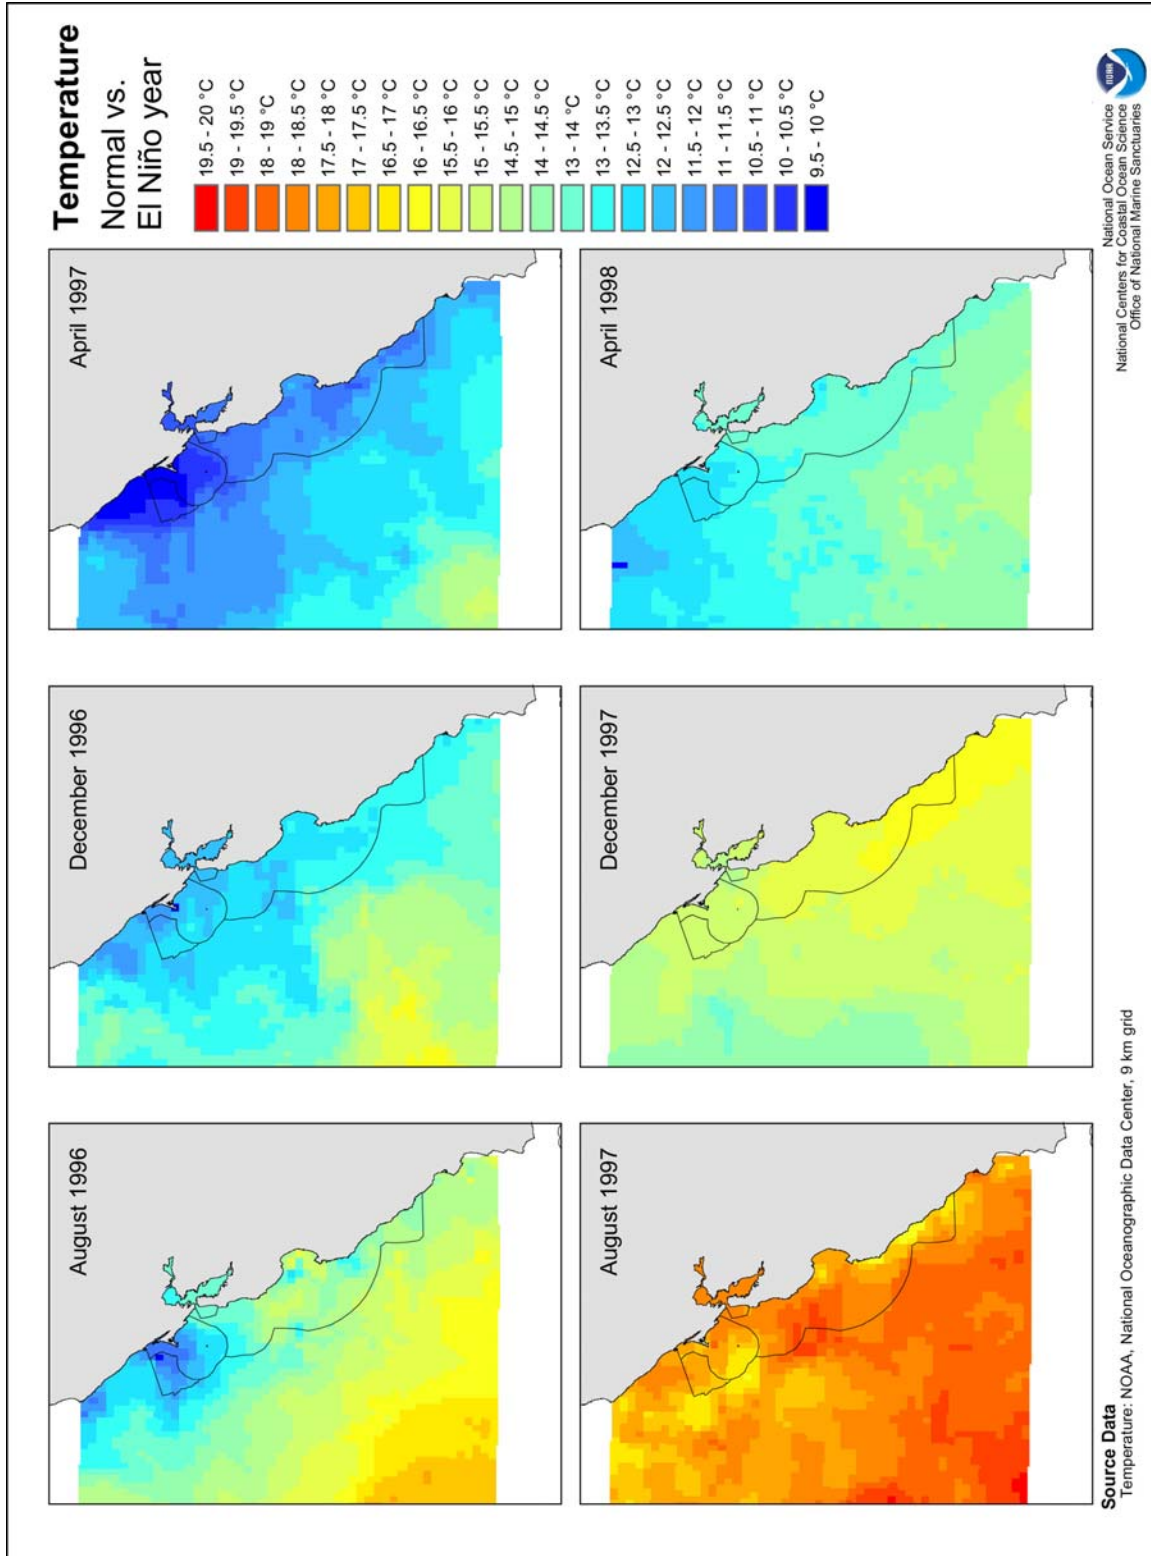 Temperature
Normal vs.
El Niño year
19.5 - 20 °C
19 - 19.5 °C
18 - 19 °C
18 - 18.5 °C
17.5 - 18 °C
17 - 17.5 °C
16.5 - 17 °C
16 - 16.5 °C
15.5 - 16 °C
15 - 15.5 °C
14.5 - 15 °C
14 - 14.5 °C
13 - 14 °C
13 - 13.5 °C
12.5 - 13 °C
12 - 12.5 °C
11.5 - 12 °C
11 - 11.5 °C
10.5 - 11 °C
10 - 10.5 °C
9.5 - 10 °C
August 1996
December 1996
April 1997
August 1997
December 1997
April 1998
Source Data
Temperature: NOAA, National Oceanographic Data Center, 9 km grid
NOAA
National Ocean Service
National Centers for Coastal Ocean Science
Office of National Marine Sanctuaries